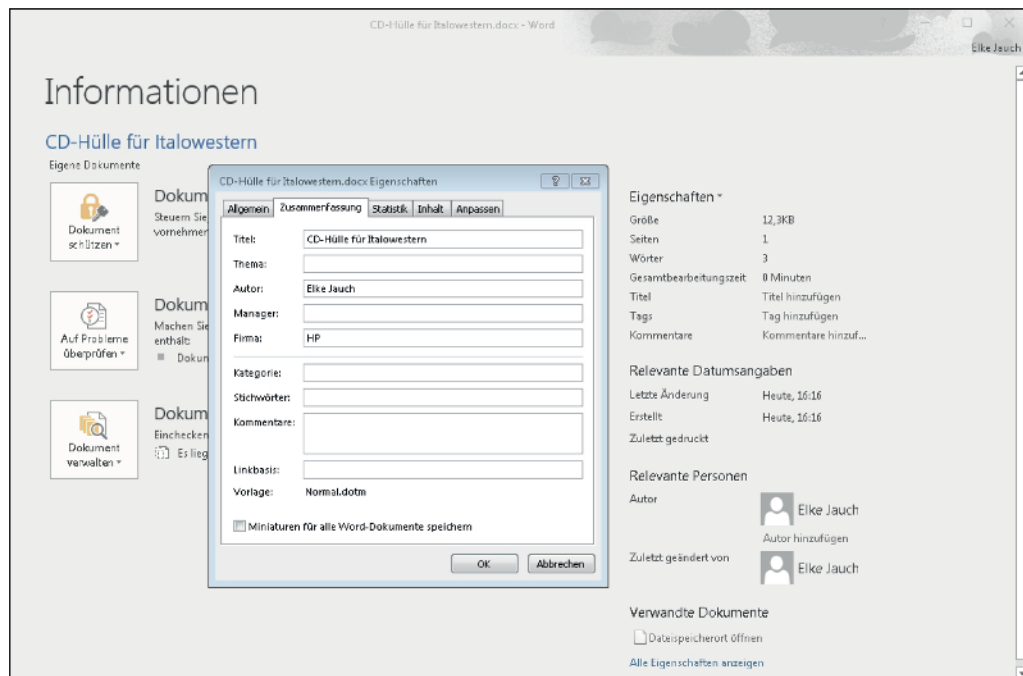 CD-Hülle für Italowestern.docx - Word
Elke Jauch
Informationen
CD-Hülle für Italowestern
Eigene Dokumente
Dokument schützen
Dokum
Steuern Sie
vornehmen
Auf Probleme überprüfen
Dokum
Machen Sie
enthält:
Dokun
Dokument verwalten
Dokum
Einchecken
Es lieg
CD-Hülle für Italowestern.docx Eigenschaften
Allgemein Zusammenfassung Statistik Inhalt Anpassen
Titel: CD-Hülle für Italowestern
Thema:
Autor: Elke Jauch
Manager:
Firma: HP
Kategorie:
Stichwörter:
Kommentare:
Linkbasis:
Vorlage: Normal.dotm
Miniaturen für alle Word-Dokumente speichern
OK Abbrechen
Eigenschaften
Größe 12,3KB
Seiten 1
Wörter 3
Gesamtbearbeitungszeit 0 Minuten
Titel Titel hinzufügen
Tags Tag hinzufügen
Kommentare Kommentare hinzuf...
Relevante Datumsangaben
Letzte Änderung Heute, 16:16
Erstellt Heute, 16:16
Zuletzt gedruckt
Relevante Personen
Autor Elke Jauch
Autor hinzufügen
Zuletzt geändert von Elke Jauch
Verwandte Dokumente
Dateispeicherort öffnen
Alle Eigenschaften anzeigen